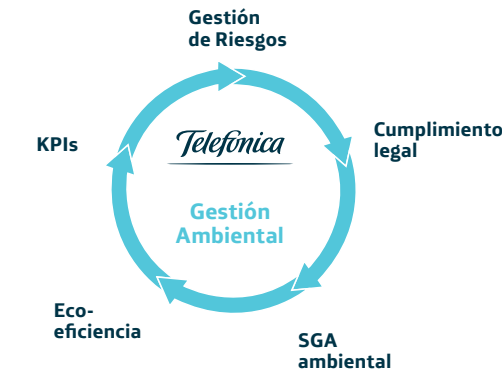 Gestión
de Riesgos
Cumplimiento
legal
SGA
ambiental
Eco-
eficiencia
KPIs
Telefónica
Gestión
Ambiental